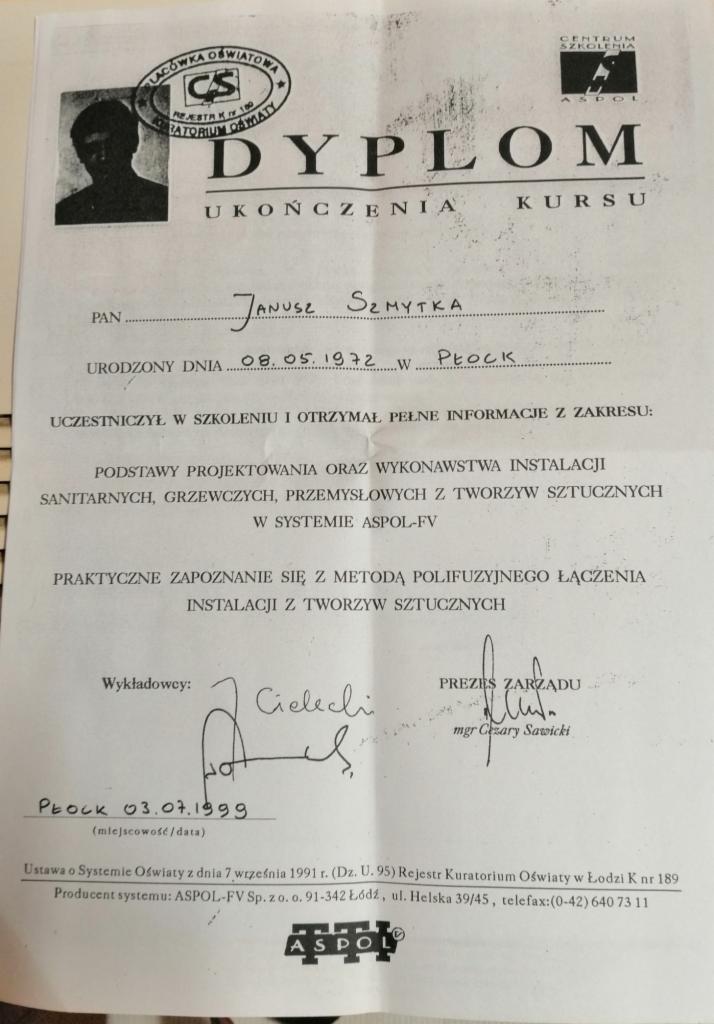 PLACÓWKA OŚWIATOWA
CS
REJESTR K nr 189
KURATORIUM OŚWIATY
CENTRUM
SZKOLENIA
ASPOL
DYPLOM
UKOŃCZENIA KURSU
PAN JANUSZ SZMYTKA
URODZONY DNIA 08.05.1972 W PŁOCK
UCZESTNICZYŁ W SZKOLENIU I OTRZYMAŁ PEŁNE INFORMACJE Z ZAKRESU:
PODSTAWY PROJEKTOWANIA ORAZ WYKONAWSTWA INSTALACJI
SANITARNYCH, GRZEWCZYCH, PRZEMYSŁOWYCH Z TWORZYW SZTUCZNYCH
W SYSTEMIE ASPOL-FV
PRAKTYCZNE ZAPOZNANIE SIĘ Z METODĄ POLIFUZYJNEGO ŁĄCZENIA
INSTALACJI Z TWORZYW SZTUCZNYCH
Wykładowcy:
PREZES ZARZĄDU
mgr Cezary Sawicki
PŁOCK 03.07.1999
(miejscowość/data)
Ustawa o Systemie Oświaty z dnia 7 września 1991 r. (Dz. U. 95) Rejestr Kuratorium Oświaty w Łodzi K nr 189
Producent systemu: ASPOL-FV Sp. z o. o. 91-342 Łódź, ul. Helska 39/45, telefax:(0-42) 640 73 11
ASPOL